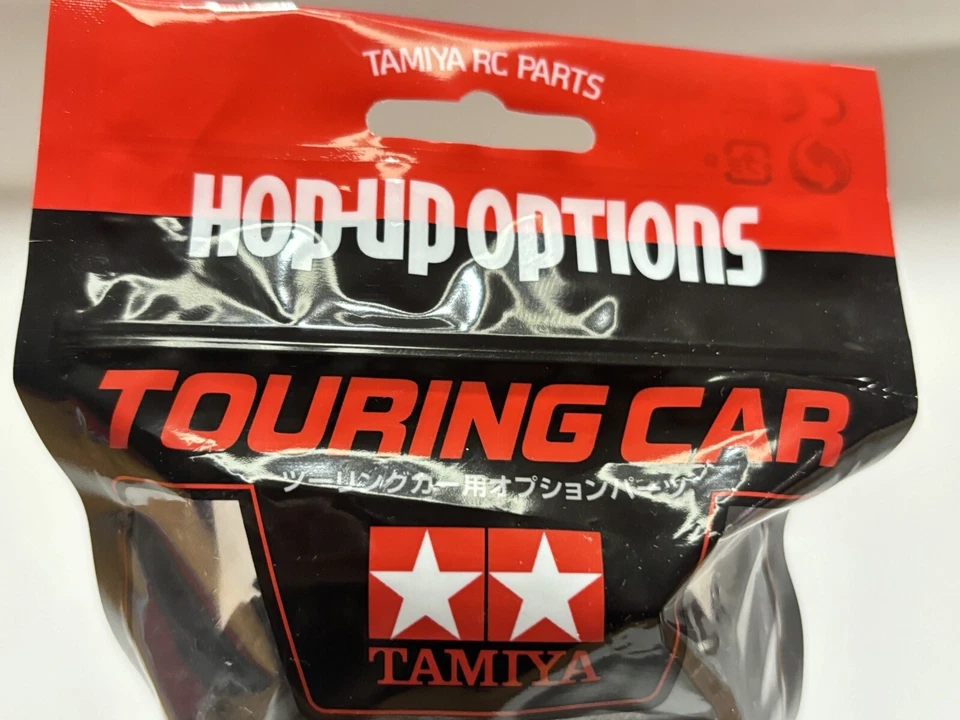 TAMIYA RC PARTS
HOP-UP OPTIONS
TOURING CAR
ツーリングカー用オプションパーツ
TAMIYA